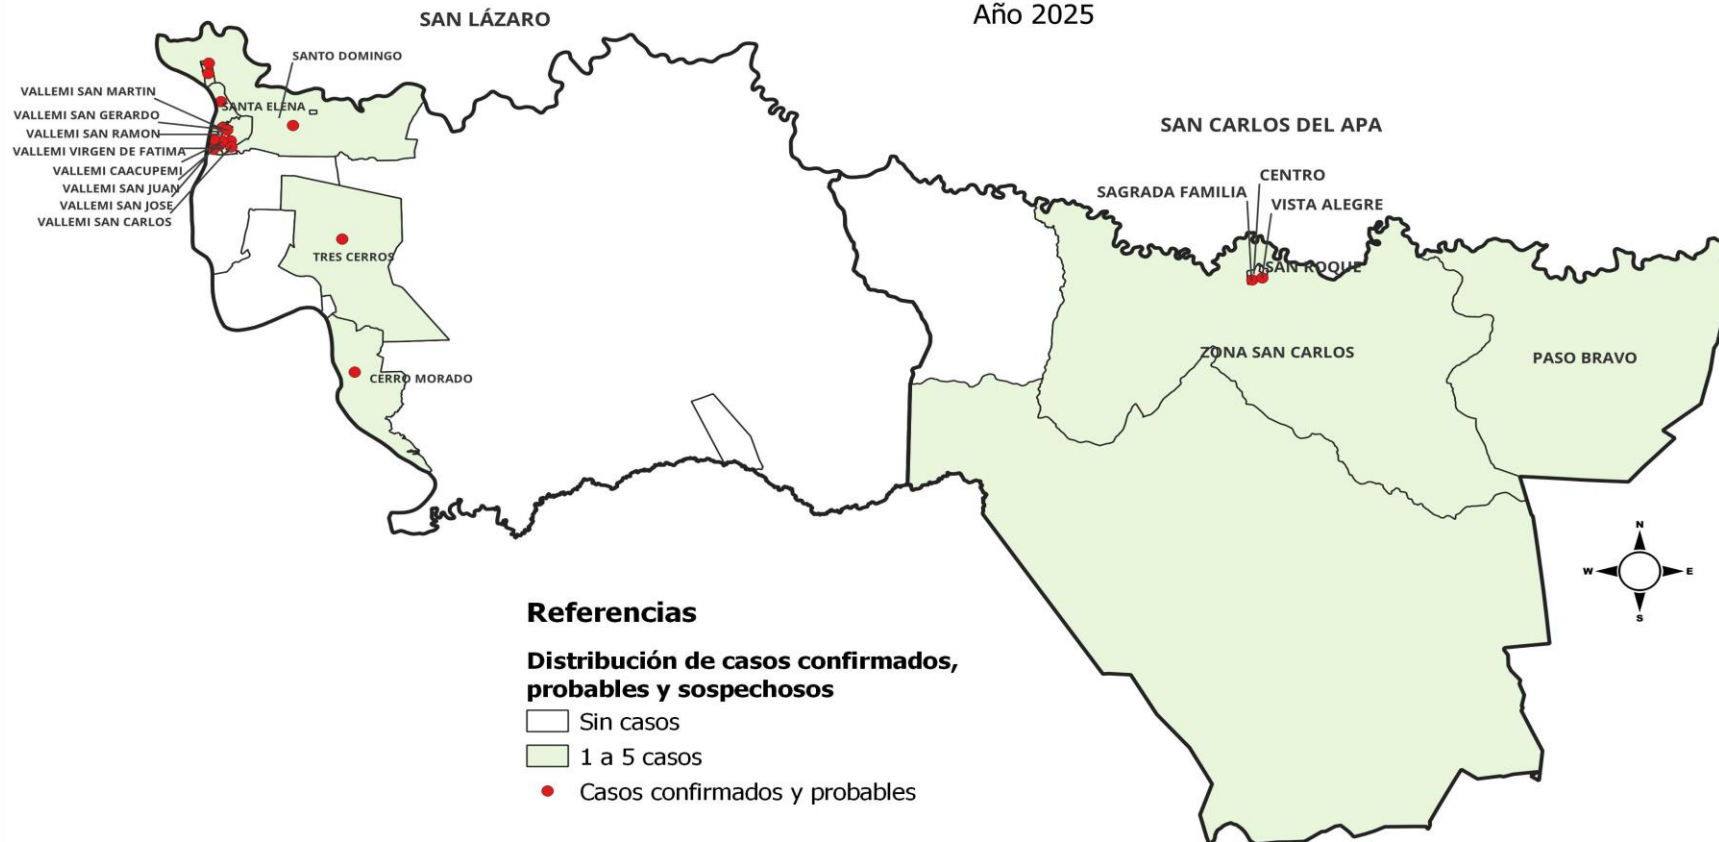 Año 2025
SAN LÁZARO
SANTO DOMINGO
VALLEMI SAN MARTIN
SANTA ELENA
VALLEMI SAN GERARDO
VALLEMI SAN RAMON
VALLEMI VIRGEN DE FATIMA
VALLEMI CAACUPEMI
VALLEMI SAN JUAN
VALLEMI SAN JOSE
VALLEMI SAN CARLOS
TRES CERROS
CERRO MORADO
SAN CARLOS DEL APA
CENTRO
SAGRADA FAMILIA
VISTA ALEGRE
SAN ROQUE
ZONA SAN CARLOS
PASO BRAVO
N
W
E
S
Referencias
Distribución de casos confirmados,
probables y sospechosos
Sin casos
1 a 5 casos
Casos confirmados y probables